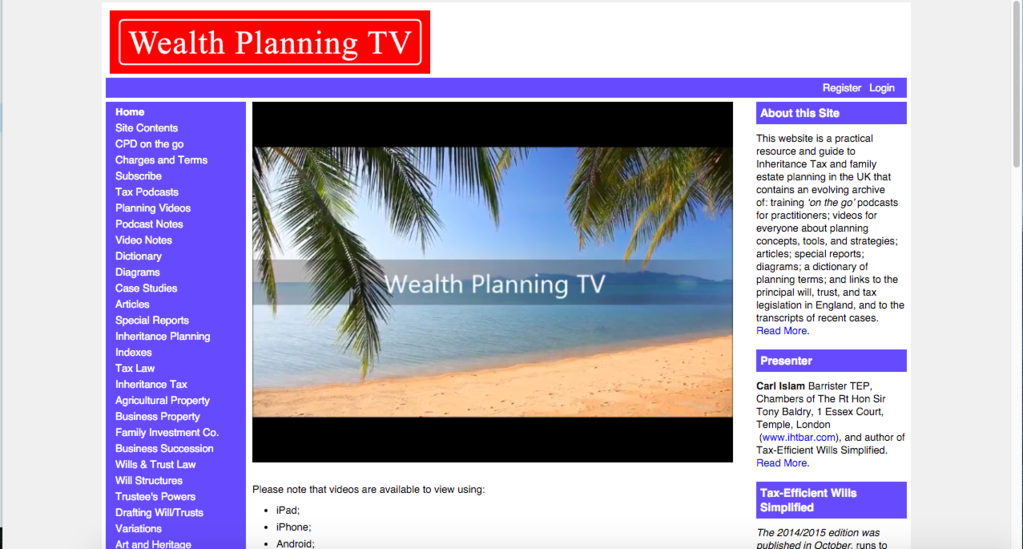 Wealth Planning TV
Register Login
Home
Site Contents
CPD on the go
Charges and Terms
Subscribe
Tax Podcasts
Planning Videos
Podcast Notes
Video Notes
Dictionary
Diagrams
Case Studies
Articles
Special Reports
Inheritance Planning
Indexes
Tax Law
Inheritance Tax
Agricultural Property
Business Property
Family Investment Co.
Business Succession
Wills & Trust Law
Will Structures
Trustee's Powers
Drafting Will/Trusts
Variations
Art and Heritage
Wealth Planning TV
Please note that videos are available to view using:
• iPad;
• iPhone;
• Android;
About this Site
This website is a practical
resource and guide to
Inheritance Tax and family
estate planning in the UK that
contains an evolving archive
of: training 'on the go' podcasts
for practitioners; videos for
everyone about planning
concepts, tools, and strategies;
articles; special reports;
diagrams; a dictionary of
planning terms; and links to the
principal will, trust, and tax
legislation in England, and to the
transcripts of recent cases.
Read More.
Presenter
Carl Islam Barrister TEP,
Chambers of The Rt Hon Sir
Tony Baldry, 1 Essex Court,
Temple, London
(www.ihtbar.com), and author of
Tax-Efficient Wills Simplified.
Read More.
Tax-Efficient Wills
Simplified
The 2014/2015 edition was
published in October, runs to